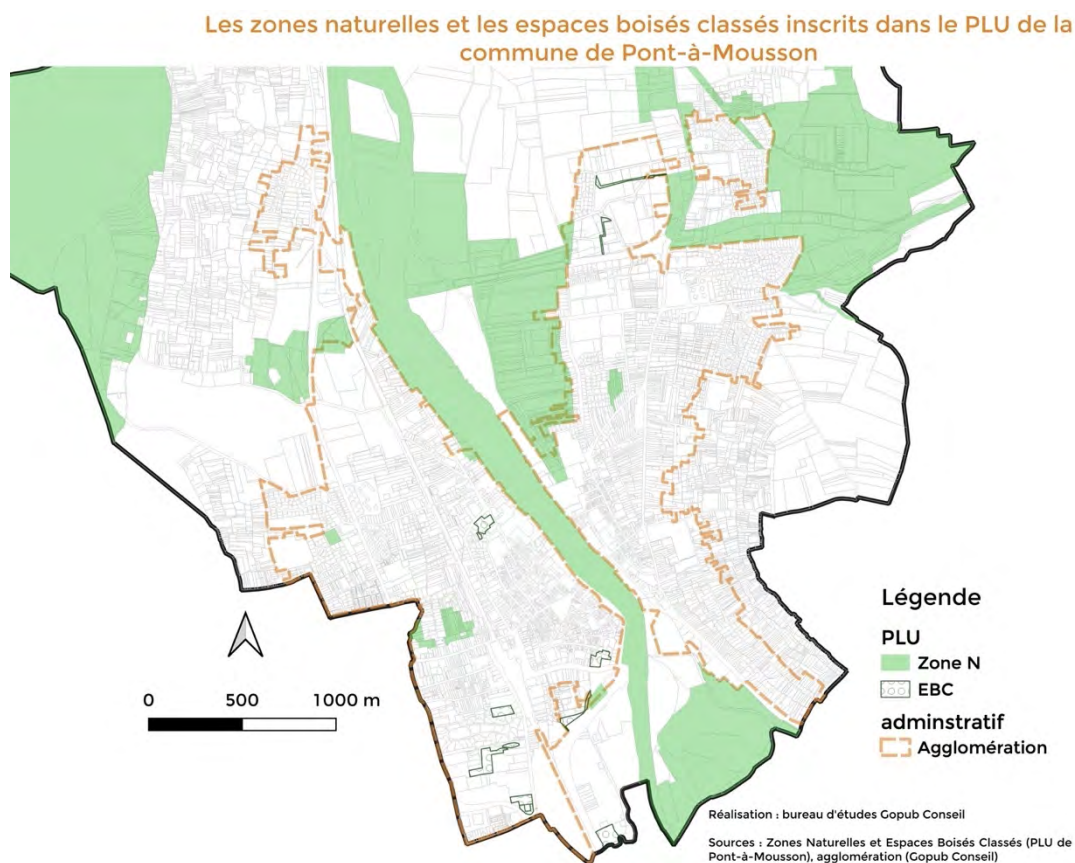 Les zones naturelles et les espaces boisés classés inscrits dans le PLU de la
commune de Pont-à-Mousson
Légende
PLU
Zone N
EBC
adminstratif
Agglomération
0 500 1000 m
Réalisation : bureau d'études Gopub Conseil
Sources : Zones Naturelles et Espaces Boisés Classés (PLU de
Pont-à-Mousson), agglomération (Gopub Conseil)